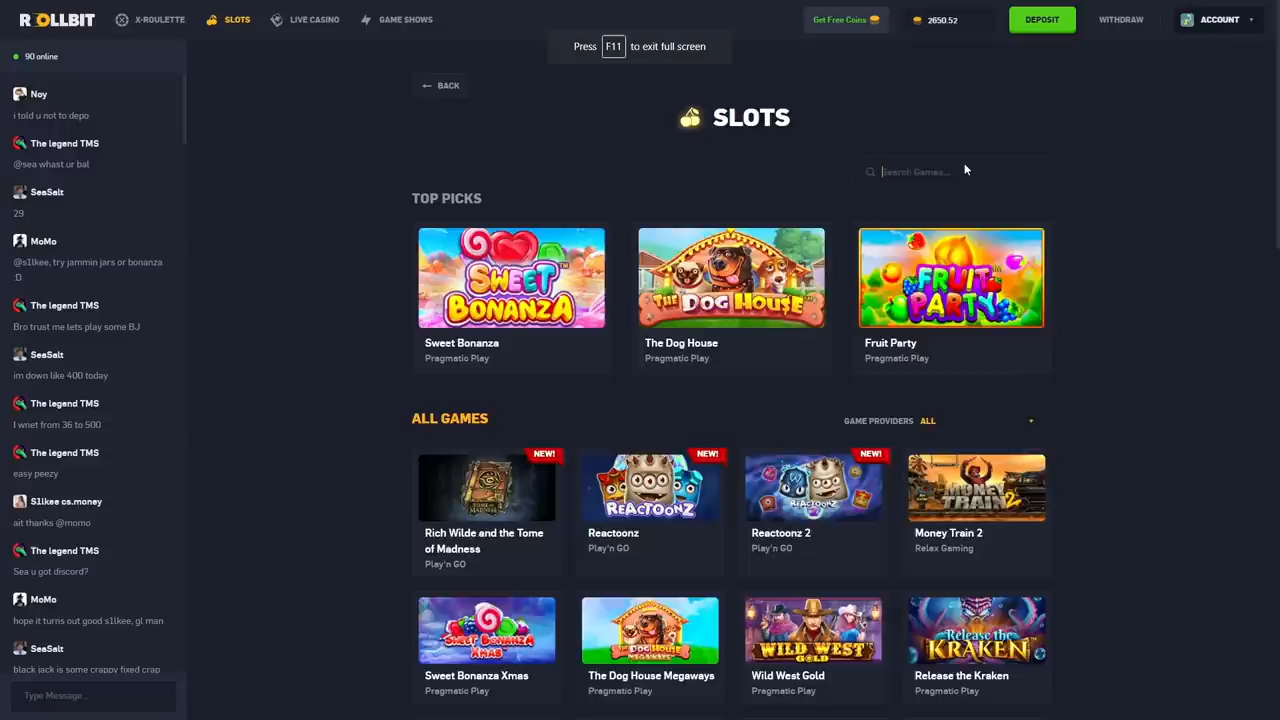 ROLLBIT
X-ROULETTE
SLOTS
LIVE CASINO
GAME SHOWS
Get Free Coins
2650.52
DEPOSIT
WITHDRAW
ACCOUNT
Press F11 to exit full screen
90 online
Noy
i told u not to depo
The legend TMS
@sea whast ur bal
SeaSalt
29
MoMo
@s1lkee, try jammin jars or bonanza
:D
The legend TMS
Bro trust me lets play some BJ
SeaSalt
im down like 400 today
The legend TMS
I wnet from 36 to 500
The legend TMS
easy peezy
S1lkee cs.money
ait thanks @momo
The legend TMS
Sea u got discord?
MoMo
hope it turns out good s1lkee, gl man
SeaSalt
black jack is some crappy fixed crap
Type Message...
← BACK
SLOTS
Search Games...
TOP PICKS
SWEET BONANZA™
THE DOG HOUSE™
FRUIT PARTY
Sweet Bonanza
Pragmatic Play
The Dog House
Pragmatic Play
Fruit Party
Pragmatic Play
ALL GAMES
GAME PROVIDERS ALL
NEW!
NEW!
NEW!
TOME OF MADNESS
REACTOONZ
REACTOONZ 2
MONEY TRAIN 2
Rich Wilde and the Tome
of Madness
Play'n GO
Reactoonz
Play'n GO
Reactoonz 2
Play'n GO
Money Train 2
Relax Gaming
SWEET BONANZA XMAS
THE DOG HOUSE MEGAWAYS
WILD WEST GOLD
Release the KRAKEN™
Sweet Bonanza Xmas
Pragmatic Play
The Dog House Megaways
Pragmatic Play
Wild West Gold
Pragmatic Play
Release the Kraken
Pragmatic Play